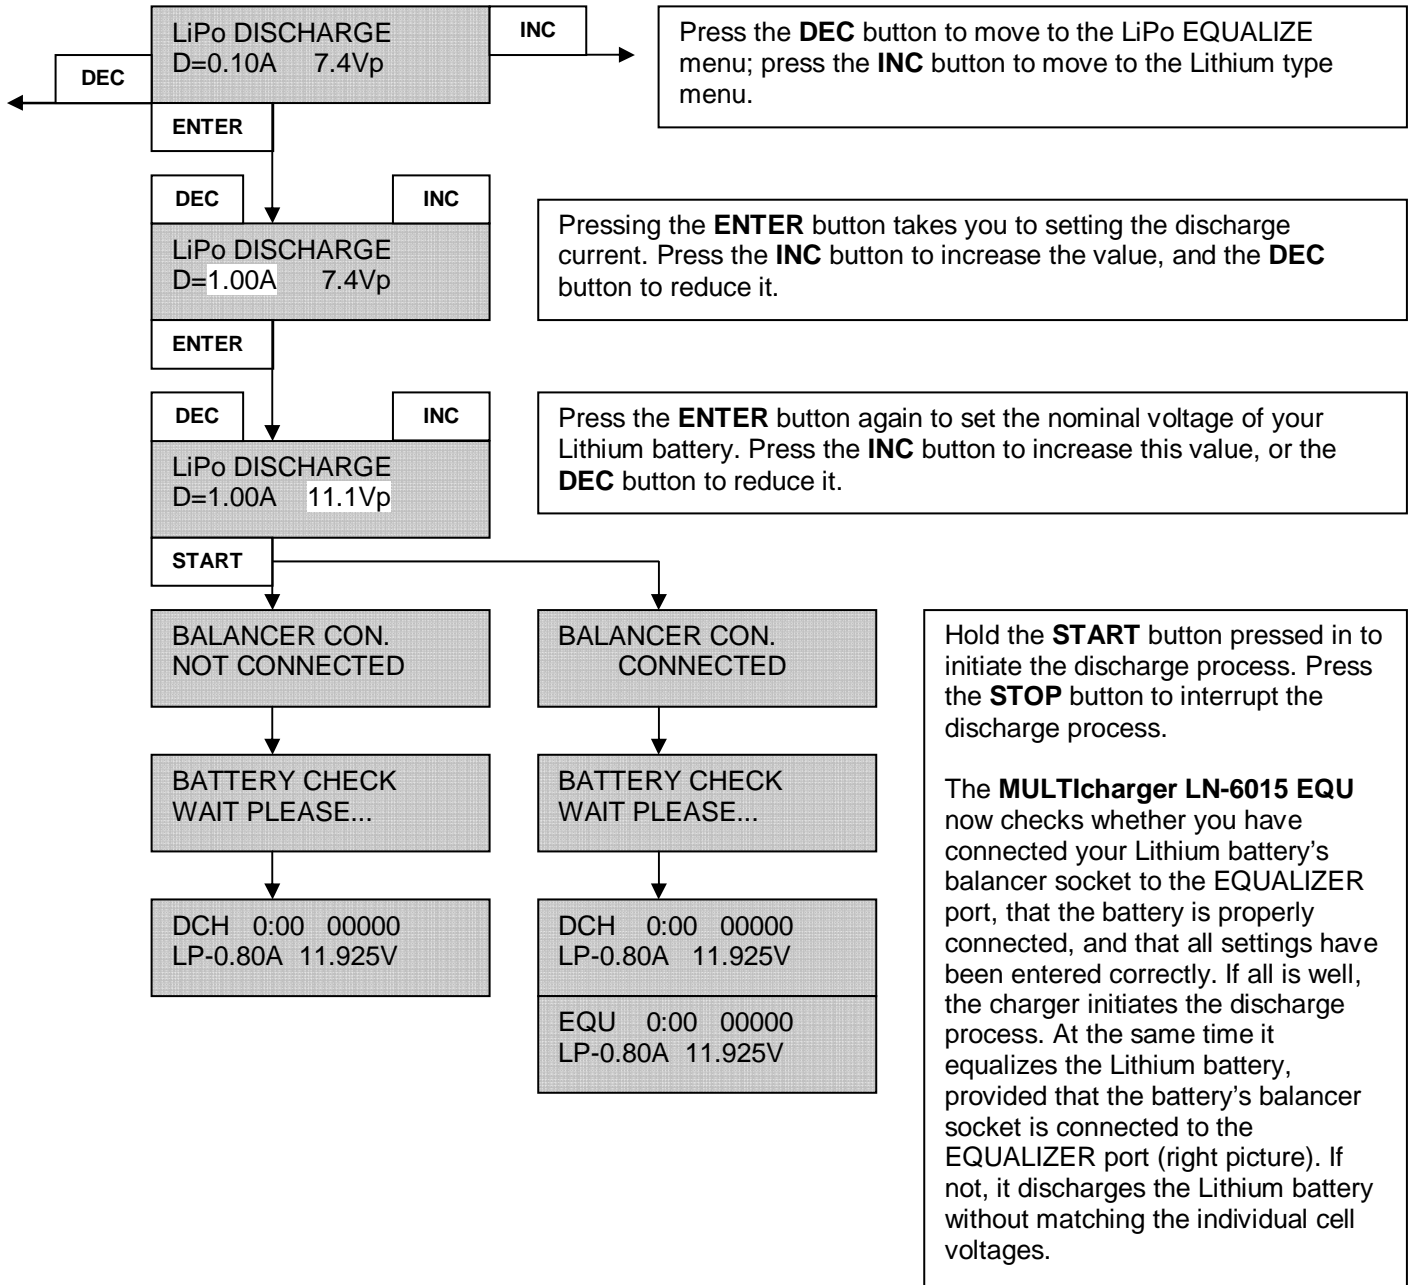 LiPo DISCHARGE
D=0.10A 7.4Vp
INC
DEC
ENTER
Press the DEC button to move to the LiPo EQUALIZE
menu; press the INC button to move to the Lithium type
menu.
DEC
INC
LiPo DISCHARGE
D=1.00A 7.4Vp
ENTER
Pressing the ENTER button takes you to setting the discharge
current. Press the INC button to increase the value, and the DEC
button to reduce it.
DEC
INC
LiPo DISCHARGE
D=1.00A 11.1Vp
START
Press the ENTER button again to set the nominal voltage of your
Lithium battery. Press the INC button to increase this value, or the
DEC button to reduce it.
BALANCER CON.
NOT CONNECTED
BATTERY CHECK
WAIT PLEASE...
DCH 0:00 00000
LP-0.80A 11.925V
BALANCER CON.
CONNECTED
BATTERY CHECK
WAIT PLEASE...
DCH 0:00 00000
LP-0.80A 11.925V
EQU 0:00 00000
LP-0.80A 11.925V
Hold the START button pressed in to
initiate the discharge process. Press
the STOP button to interrupt the
discharge process.
The MULTIcharger LN-6015 EQU
now checks whether you have
connected your Lithium battery’s
balancer socket to the EQUALIZER
port, that the battery is properly
connected, and that all settings have
been entered correctly. If all is well,
the charger initiates the discharge
process. At the same time it
equalizes the Lithium battery,
provided that the battery’s balancer
socket is connected to the
EQUALIZER port (right picture). If
not, it discharges the Lithium battery
without matching the individual cell
voltages.